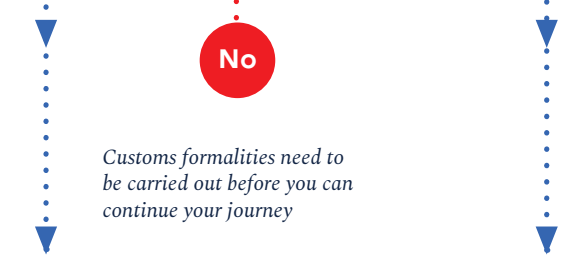 No
Customs formalities need to
be carried out before you can
continue your journey